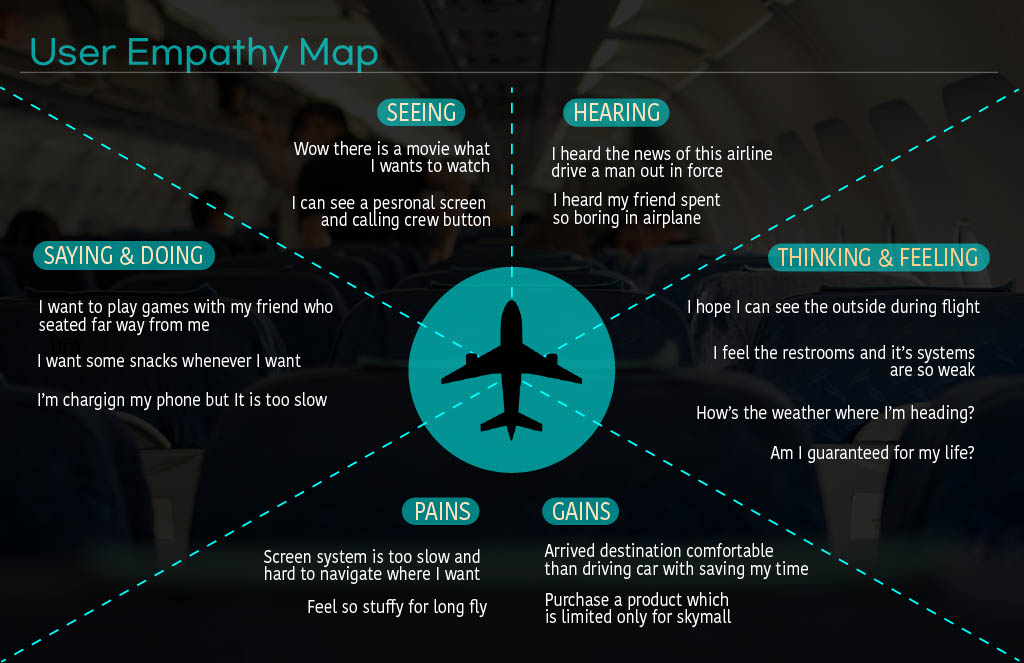 User Empathy Map
SEEING
Wow there is a movie what
I wants to watch
I can see a pesronal screen
and calling crew button
HEARING
I heard the news of this airline
drive a man out in force
I heard my friend spent
so boring in airplane
SAYING & DOING
I want to play games with my friend who
seated far way from me
I want some snacks whenever I want
I'm chargign my phone but It is too slow
THINKING & FEELING
I hope I can see the outside during flight
I feel the restrooms and it's systems
are so weak
How's the weather where I'm heading?
Am I guaranteed for my life?
PAINS
Screen system is too slow and
hard to navigate where I want
Feel so stuffy for long fly
GAINS
Arrived destination comfortable
than driving car with saving my time
Purchase a product which
is limited only for skymall